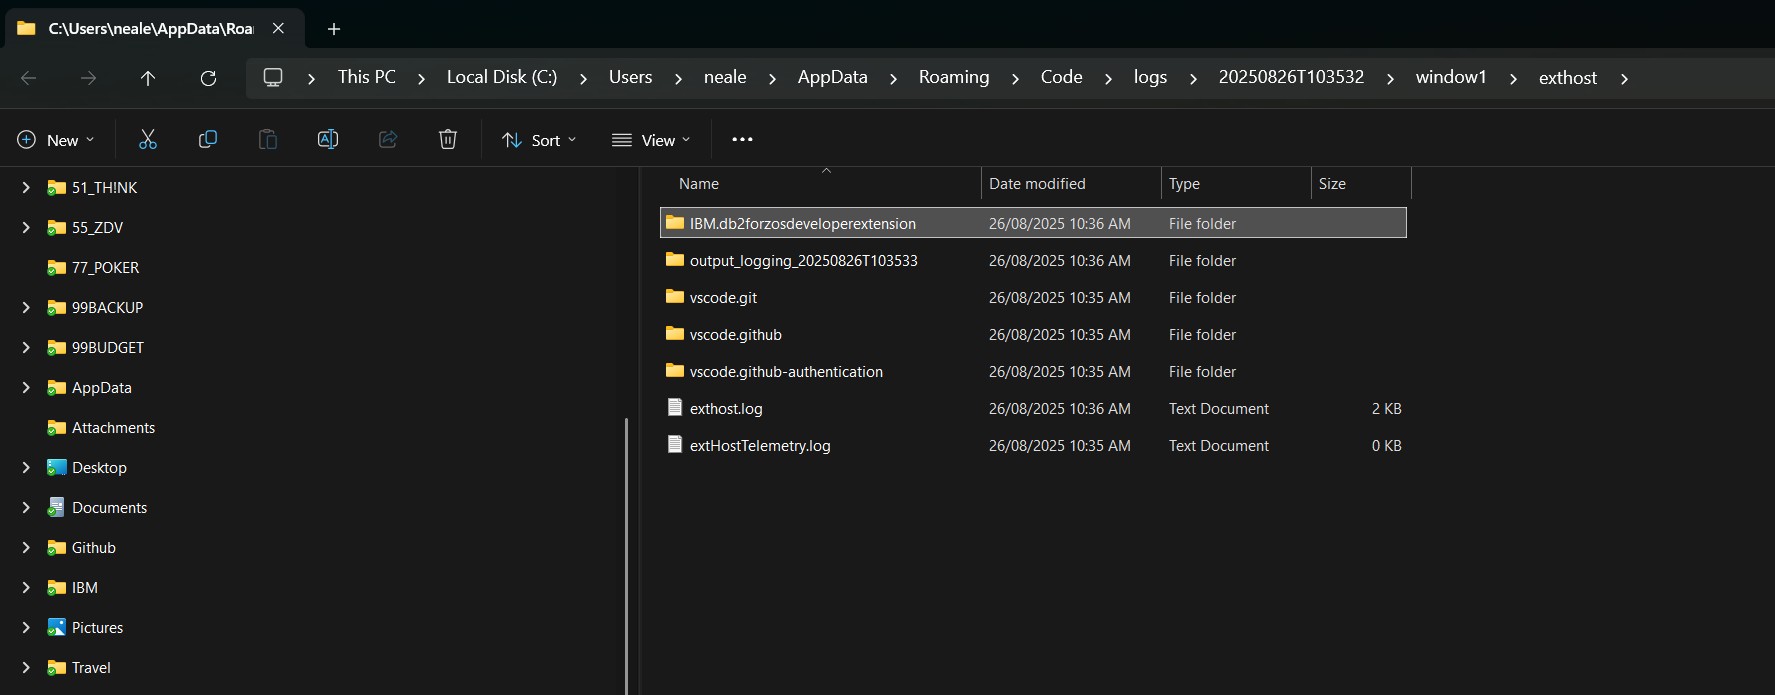 C:\Users\neale\AppData\Roa
This PC > Local Disk (C:) > Users > neale > AppData > Roaming > Code > logs > 20250826T103532 > window1 > exthost >
New Sort View
51_TH!NK
55_ZDV
77_POKER
99BACKUP
99BUDGET
AppData
Attachments
Desktop
Documents
Github
IBM
Pictures
Travel
Name Date modified Type Size
IBM.db2forzosdeveloperextension 26/08/2025 10:36 AM File folder
output_logging_20250826T103533 26/08/2025 10:36 AM File folder
vscode.git 26/08/2025 10:35 AM File folder
vscode.github 26/08/2025 10:35 AM File folder
vscode.github-authentication 26/08/2025 10:35 AM File folder
exthost.log 26/08/2025 10:36 AM Text Document 2 KB
extHostTelemetry.log 26/08/2025 10:35 AM Text Document 0 KB